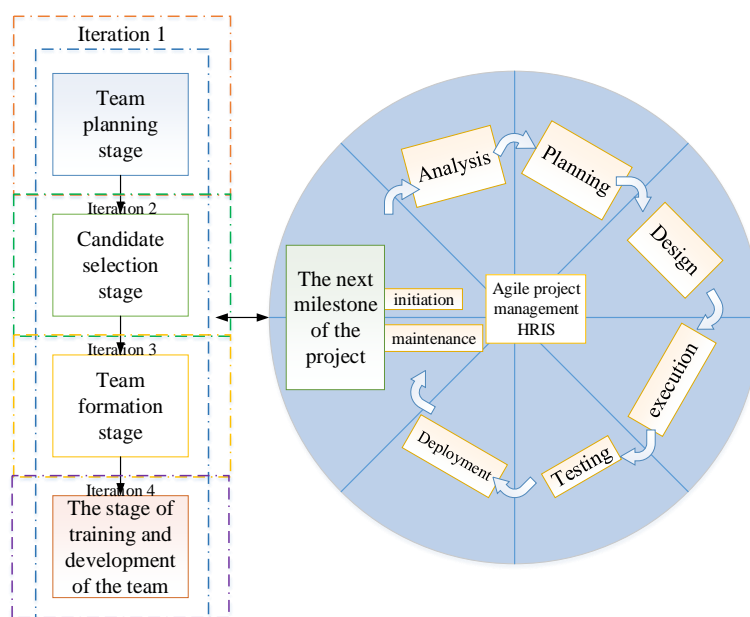 Iteration 1
Team
planning
stage
Iteration 2
Candidate
selection
stage
Iteration 3
Team
formation
stage
Iteration 4
The stage of
training and
development
of the team
Analysis
Planning
Design
execution
Testing
Deployment
The next
milestone
of the
project
initiation
maintenance
Agile project
management
HRIS